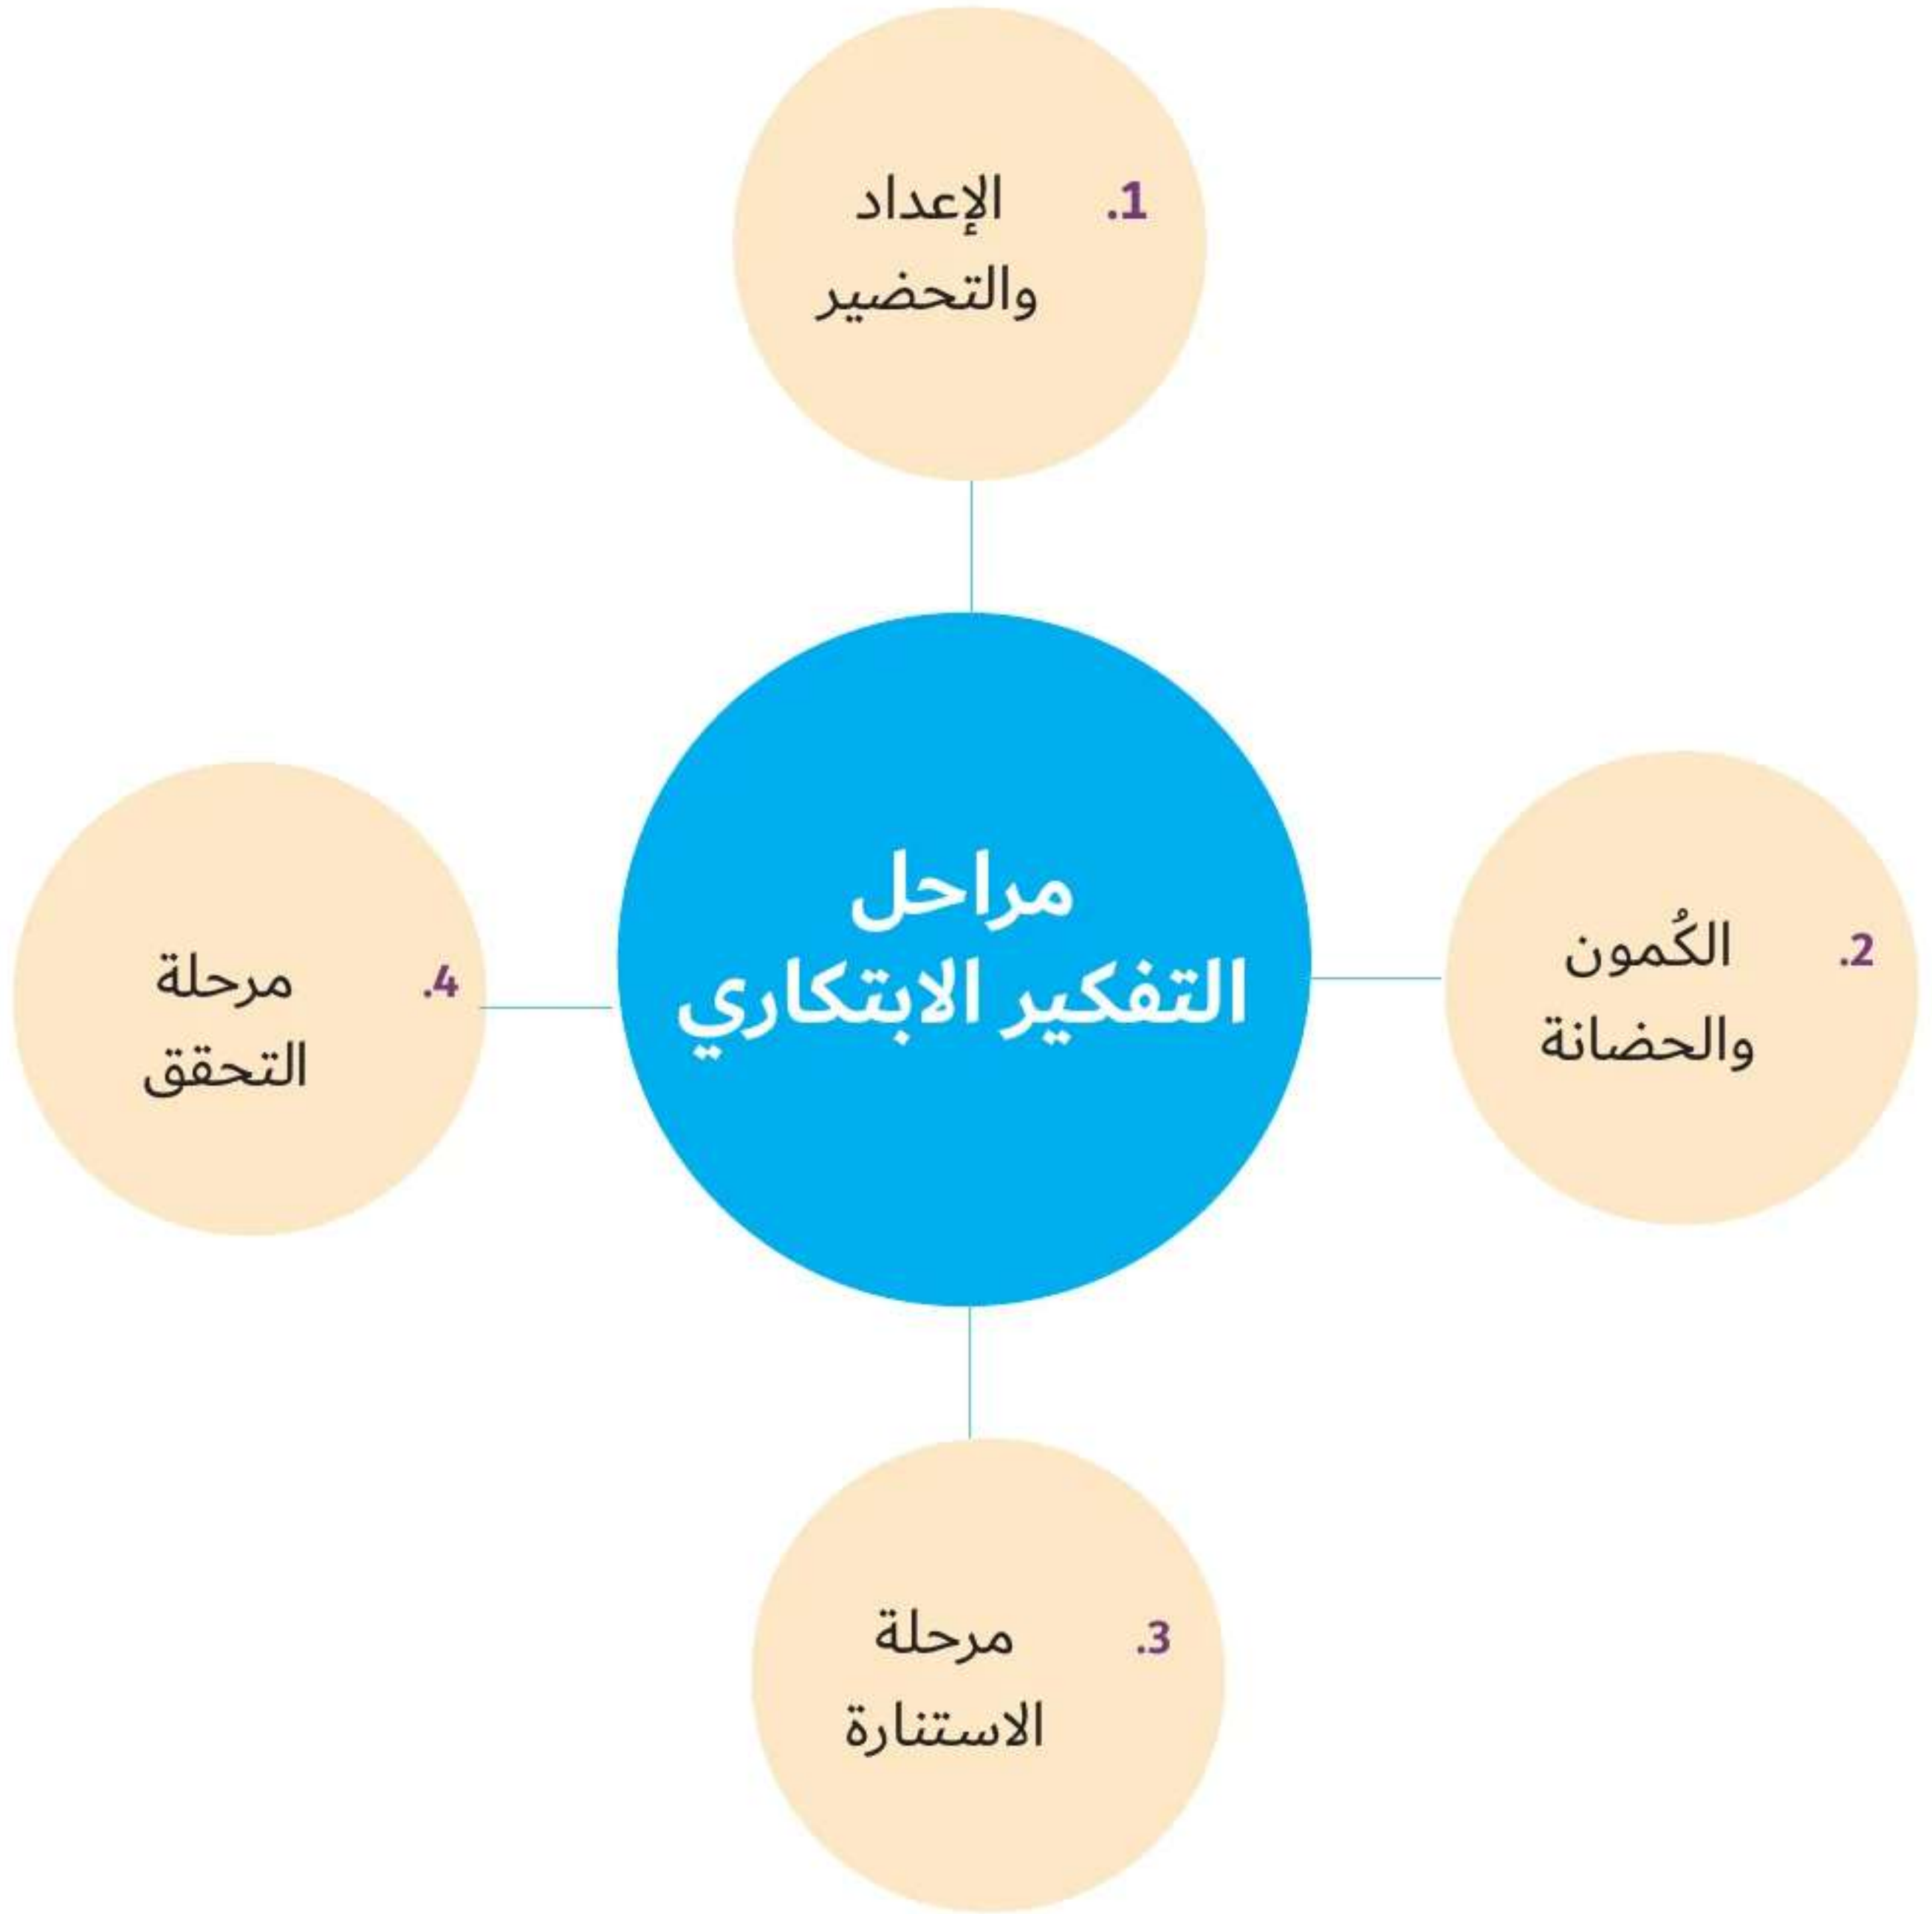 1. الإعداد
والتحضير
مراحل
التفكير الابتكاري
2. الكُمون
والحضانة
3. مرحلة
الاستنارة
4. مرحلة
التحقق